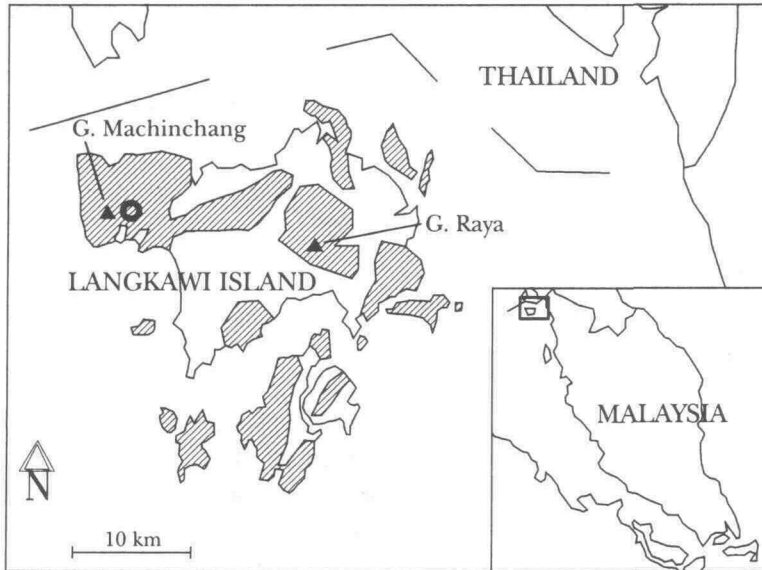 THAILAND
G. Machinchang
G. Raya
LANGKAWI ISLAND
MALAYSIA
N
10 km